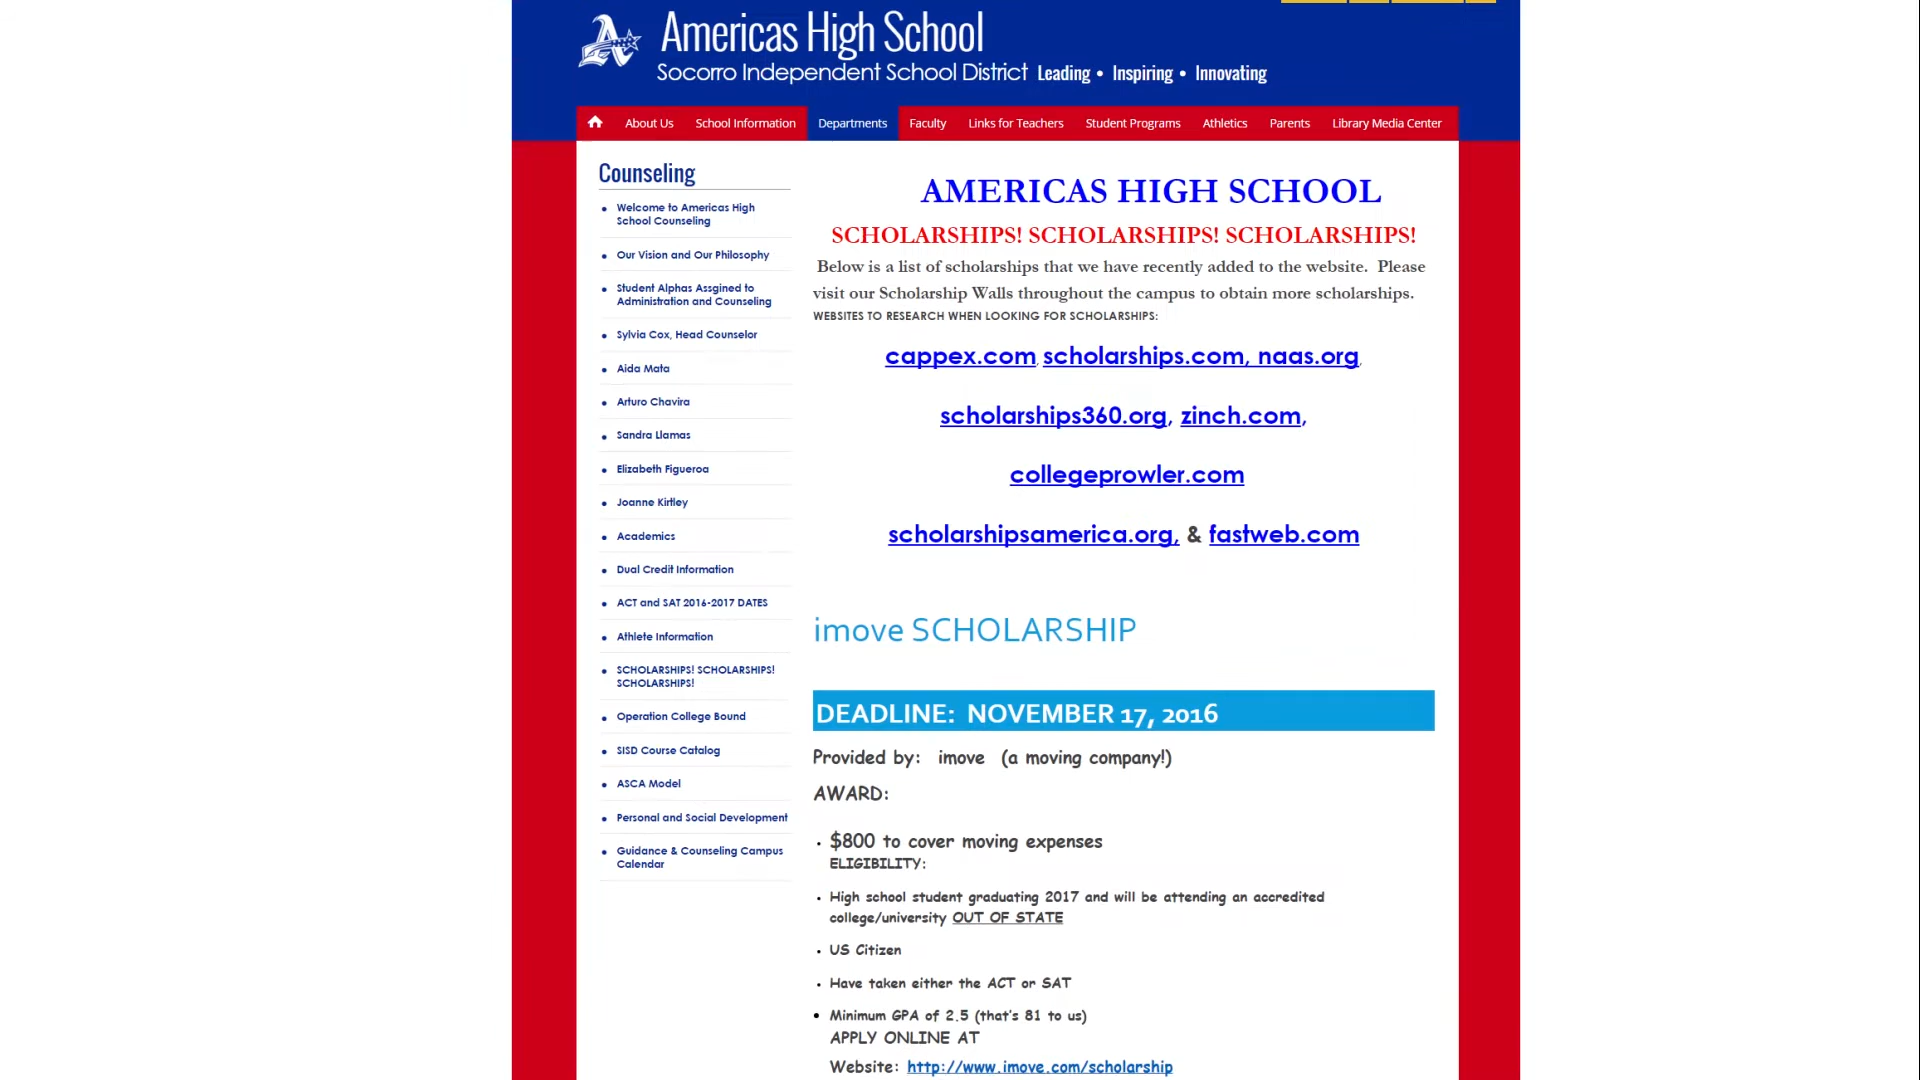 Americas High School
Socorro Independent School District Leading • Inspiring • Innovating
About Us School Information Departments Faculty Links for Teachers Student Programs Athletics Parents Library Media Center
Counseling
Welcome to Americas High
School Counseling
Our Vision and Our Philosophy
Student Alphas Assgined to
Administration and Counseling
Sylvia Cox, Head Counselor
Aida Mata
Arturo Chavira
Sandra Llamas
Elizabeth Figueroa
Joanne Kirtley
Academics
Dual Credit Information
ACT and SAT 2016-2017 DATES
Athlete Information
SCHOLARSHIPS! SCHOLARSHIPS!
SCHOLARSHIPS!
Operation College Bound
SISD Course Catalog
ASCA Model
Personal and Social Development
Guidance & Counseling Campus
Calendar
AMERICAS HIGH SCHOOL
SCHOLARSHIPS! SCHOLARSHIPS! SCHOLARSHIPS!
Below is a list of scholarships that we have recently added to the website. Please
visit our Scholarship Walls throughout the campus to obtain more scholarships.
WEBSITES TO RESEARCH WHEN LOOKING FOR SCHOLARSHIPS:
cappex.com, scholarships.com, naas.org,
scholarships360.org, zinch.com,
collegeprowler.com
scholarshipsamerica.org, & fastweb.com
imove SCHOLARSHIP
DEADLINE: NOVEMBER 17, 2016
Provided by: imove (a moving company!)
AWARD:
• $800 to cover moving expenses
ELIGIBILITY:
• High school student graduating 2017 and will be attending an accredited
college/university OUT OF STATE
• US Citizen
• Have taken either the ACT or SAT
• Minimum GPA of 2.5 (that's 81 to us)
APPLY ONLINE AT
Website: http://www.imove.com/scholarship